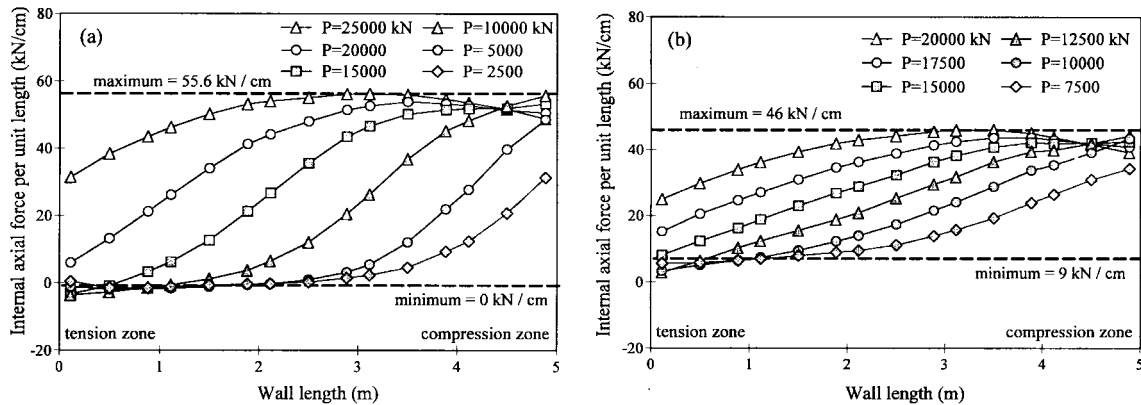 (a)
P=25000 kN
P=20000
P=15000
P=10000 kN
P= 5000
P= 2500
maximum = 55.6 kN / cm
minimum = 0 kN / cm
tension zone
compression zone
80
60
40
20
0
-20
0 1 2 3 4 5
Internal axial force per unit length (kN/cm)
Wall length (m)
(b)
P=20000 kN
P=17500
P=15000
P=12500 kN
P=10000
P= 7500
maximum = 46 kN / cm
minimum = 9 kN / cm
tension zone
compression zone
80
60
40
20
0
-20
0 1 2 3 4 5
Internal axial force per unit length (kN/cm)
Wall length (m)